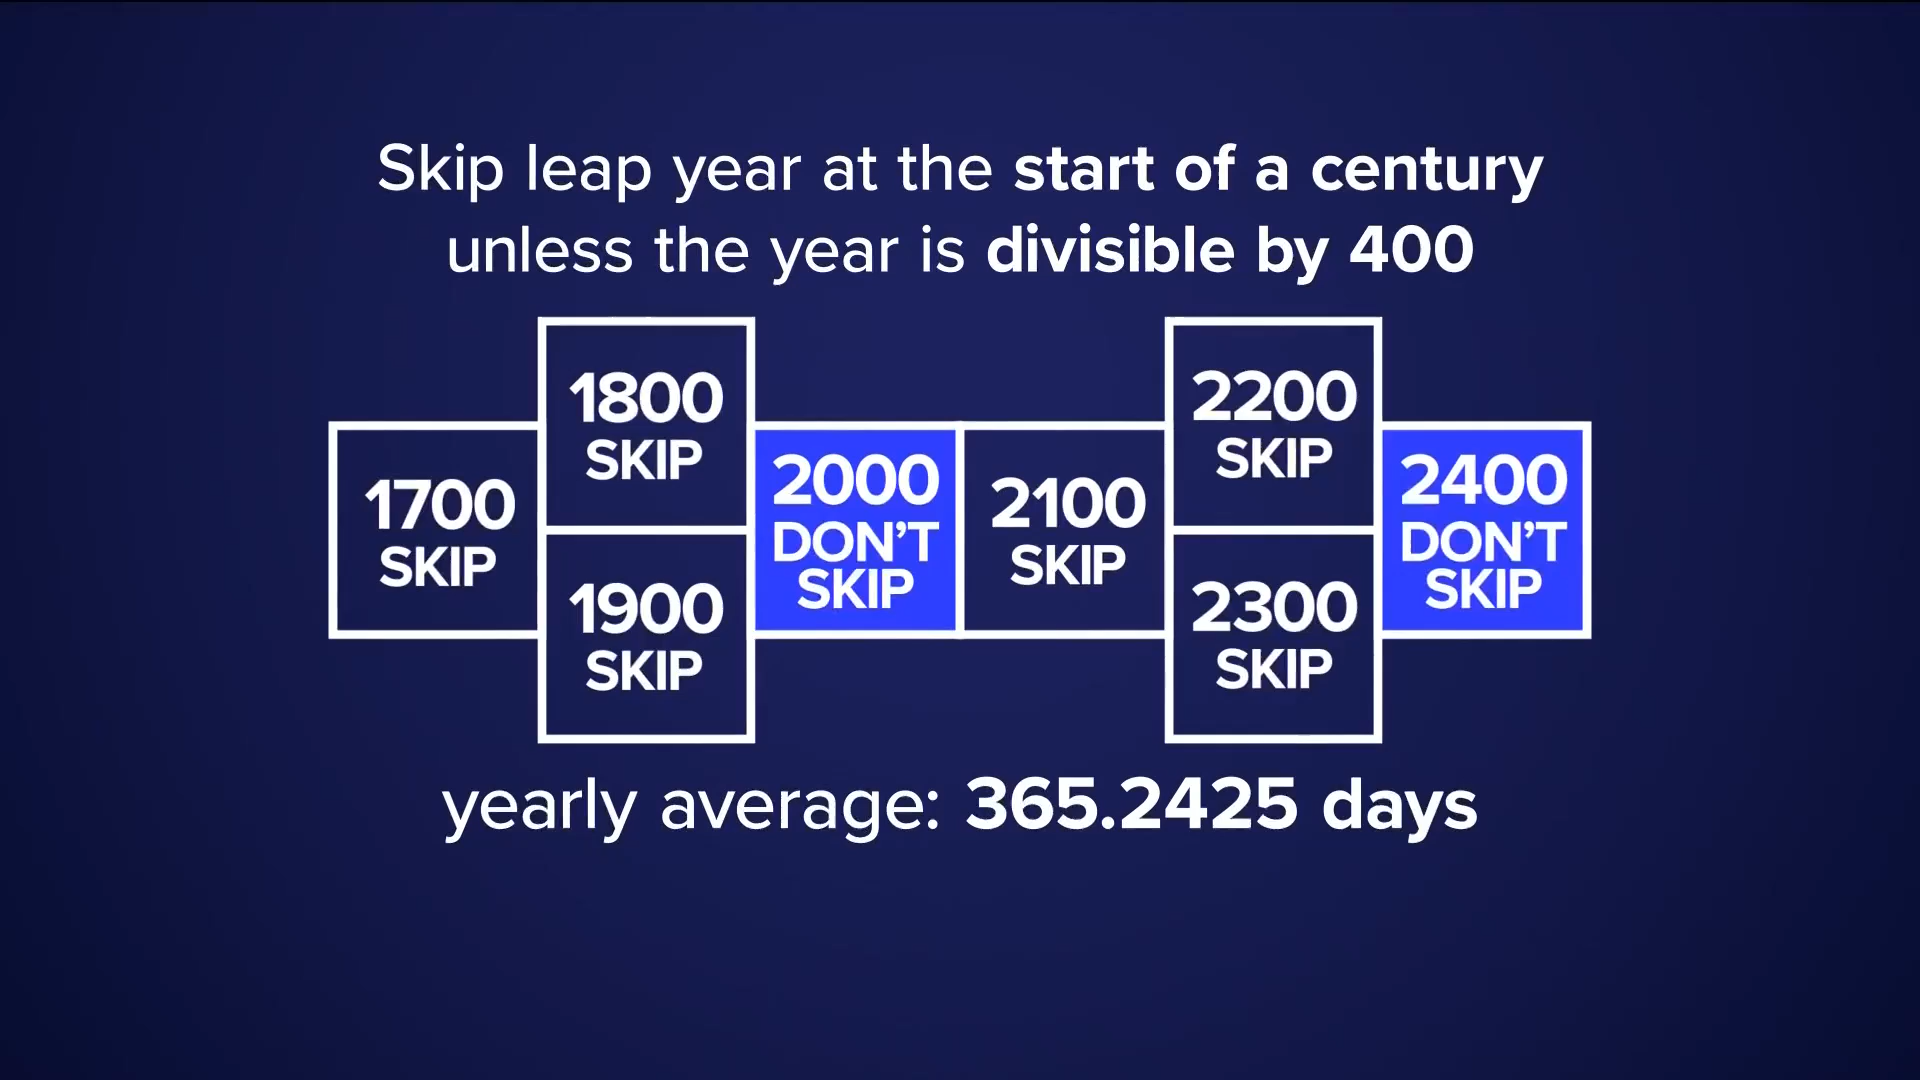 Skip leap year at the start of a century
unless the year is divisible by 400
1700
SKIP
1800
SKIP
1900
SKIP
2000
DON'T
SKIP
2100
SKIP
2200
SKIP
2300
SKIP
2400
DON'T
SKIP
yearly average: 365.2425 days